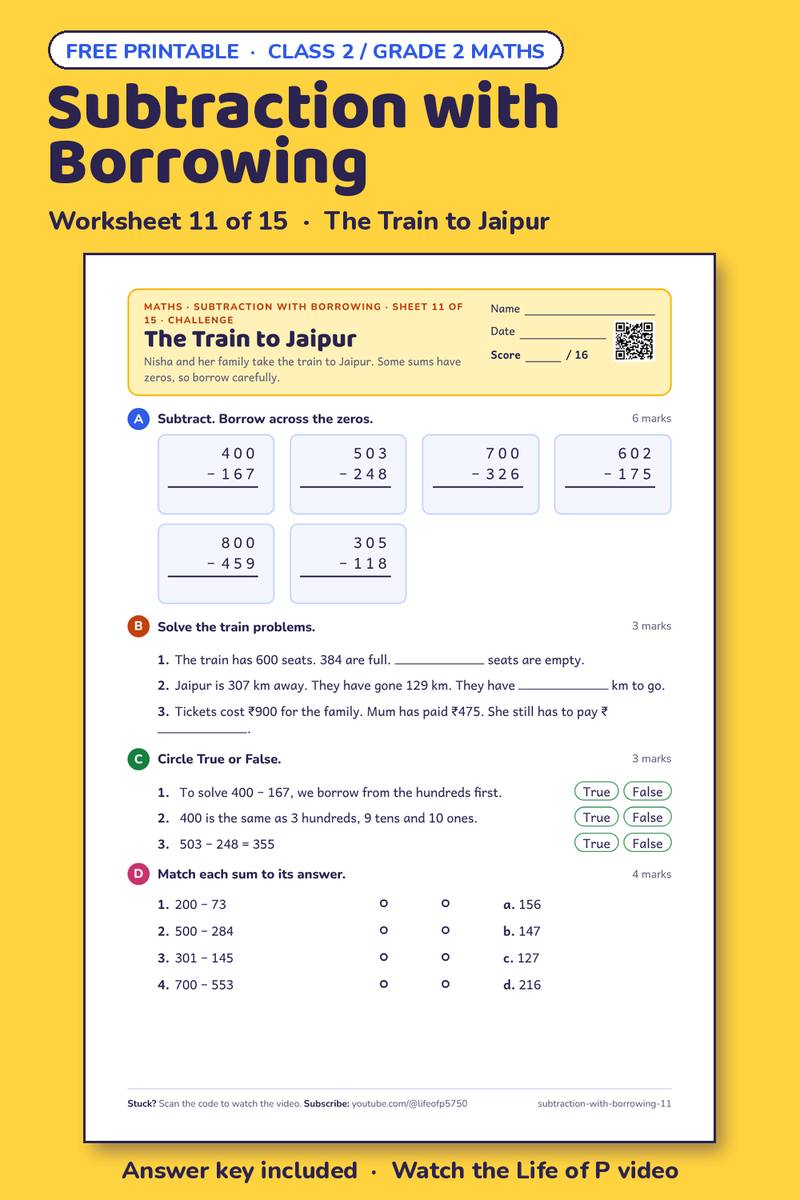 FREE PRINTABLE · CLASS 2 / GRADE 2 MATHS
Subtraction with
Borrowing
Worksheet 11 of 15 · The Train to Jaipur
MATHS · SUBTRACTION WITH BORROWING · SHEET 11 OF
15 · CHALLENGE
The Train to Jaipur
Nisha and her family take the train to Jaipur. Some sums have
zeros, so borrow carefully.
Name ____________
Date ____________
Score ______ / 16
A Subtract. Borrow across the zeros. 6 marks
400 503 700 602
− 167 − 248 − 326 − 175
800 305
− 459 − 118
B Solve the train problems. 3 marks
1. The train has 600 seats. 384 are full. ____________ seats are empty.
2. Jaipur is 307 km away. They have gone 129 km. They have ____________ km to go.
3. Tickets cost ₹900 for the family. Mum has paid ₹475. She still has to pay ₹
____________.
C Circle True or False. 3 marks
1. To solve 400 − 167, we borrow from the hundreds first. True False
2. 400 is the same as 3 hundreds, 9 tens and 10 ones. True False
3. 503 − 248 = 355 True False
D Match each sum to its answer. 4 marks
1. 200 − 73 a. 156
2. 500 − 284 b. 147
3. 301 − 145 c. 127
4. 700 − 553 d. 216
Stuck? Scan the code to watch the video. Subscribe: youtube.com/@lifeofp5750 subtraction-with-borrowing-11
Answer key included · Watch the Life of P video